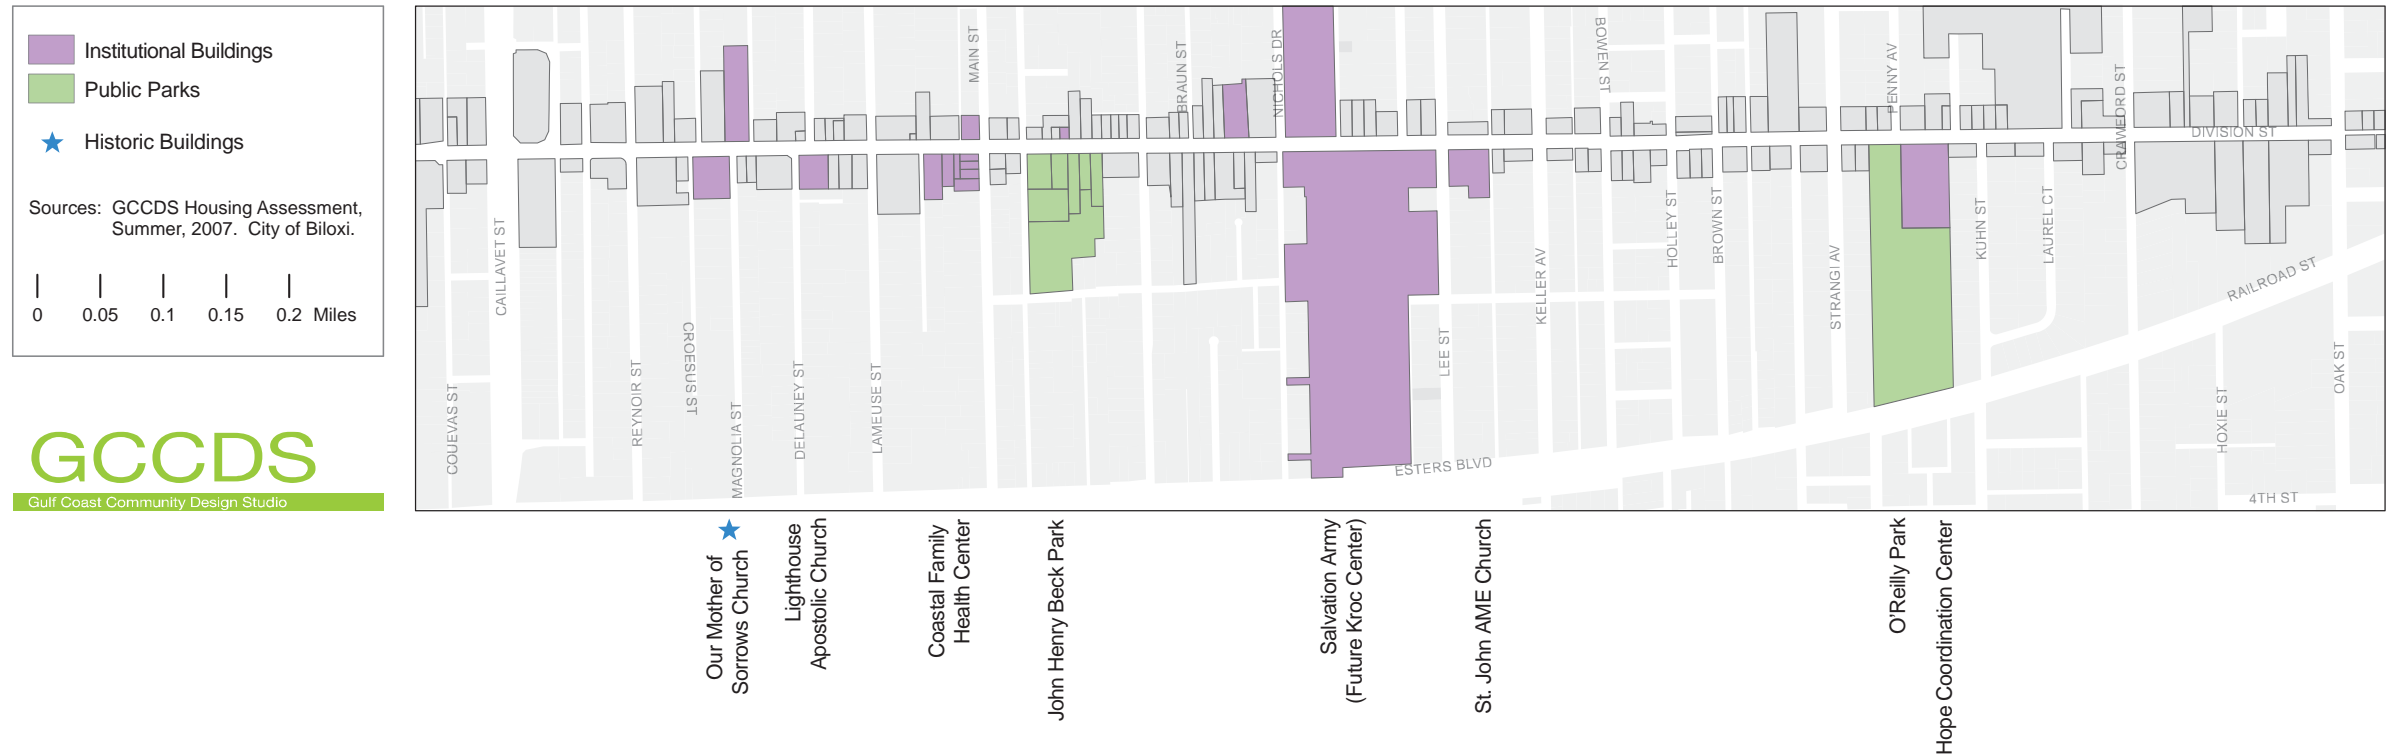 Institutional Buildings
Public Parks
Historic Buildings
Sources: GCCDS Housing Assessment,
Summer, 2007. City of Biloxi.
0 0.05 0.1 0.15 0.2 Miles
GCCDS
Gulf Coast Community Design Studio
COUEVAS ST
CAILLAVET ST
REYNOIR ST
CROESUS ST
MAGNOLIA ST
DELAUNEY ST
LAMEUSE ST
MAIN ST
BRAUN ST
NICHOLS DR
LEE ST
ESTERS BLVD
KELLER AV
BOWEN ST
HOLLEY ST
BROWN ST
STRANGI AV
PENNY AV
KUHN ST
LAUREL CT
CRAWFORD ST
DIVISION ST
RAILROAD ST
HOXIE ST
OAK ST
4TH ST
Our Mother of
Sorrows Church
Lighthouse
Apostolic Church
Coastal Family
Health Center
John Henry Beck Park
Salvation Army
(Future Kroc Center)
St. John AME Church
O'Reilly Park
Hope Coordination Center